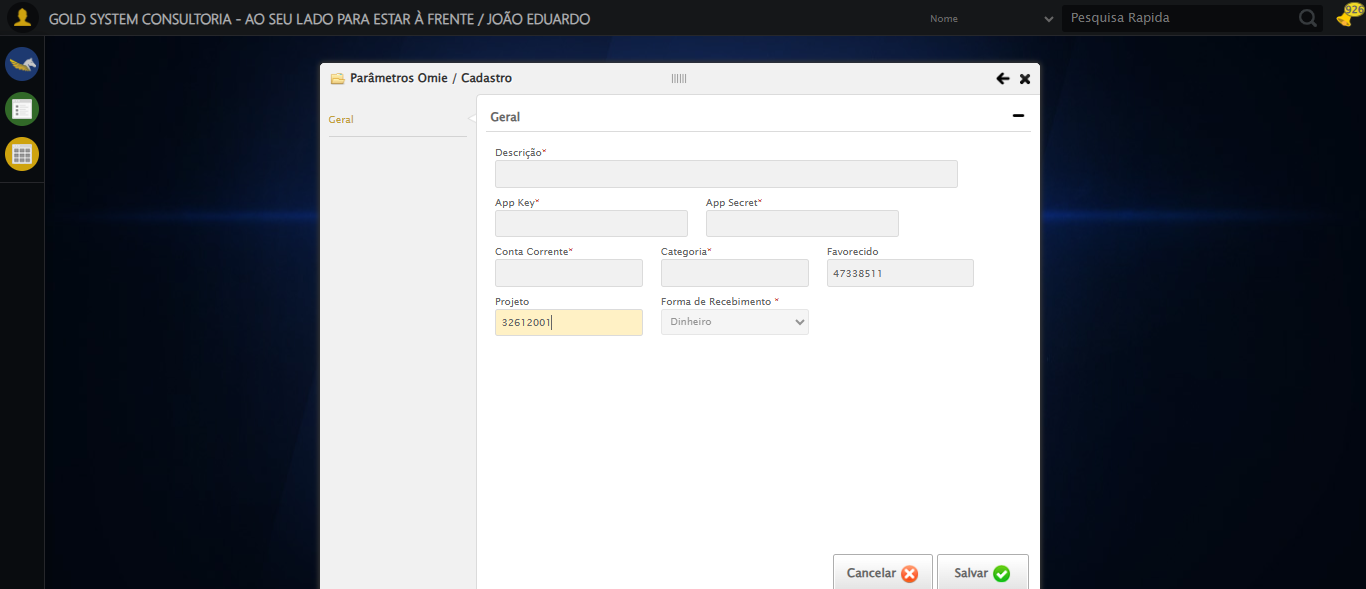 GOLD SYSTEM CONSULTORIA - AO SEU LADO PARA ESTAR À FRENTE / JOÃO EDUARDO
Nome
Pesquisa Rapida
926
Parâmetros Omie / Cadastro
Geral
Geral
Descrição*
App Key* App Secret*
Conta Corrente* Categoria* Favorecido
47338511
Projeto Forma de Recebimento *
32612001 Dinheiro
Cancelar Salvar